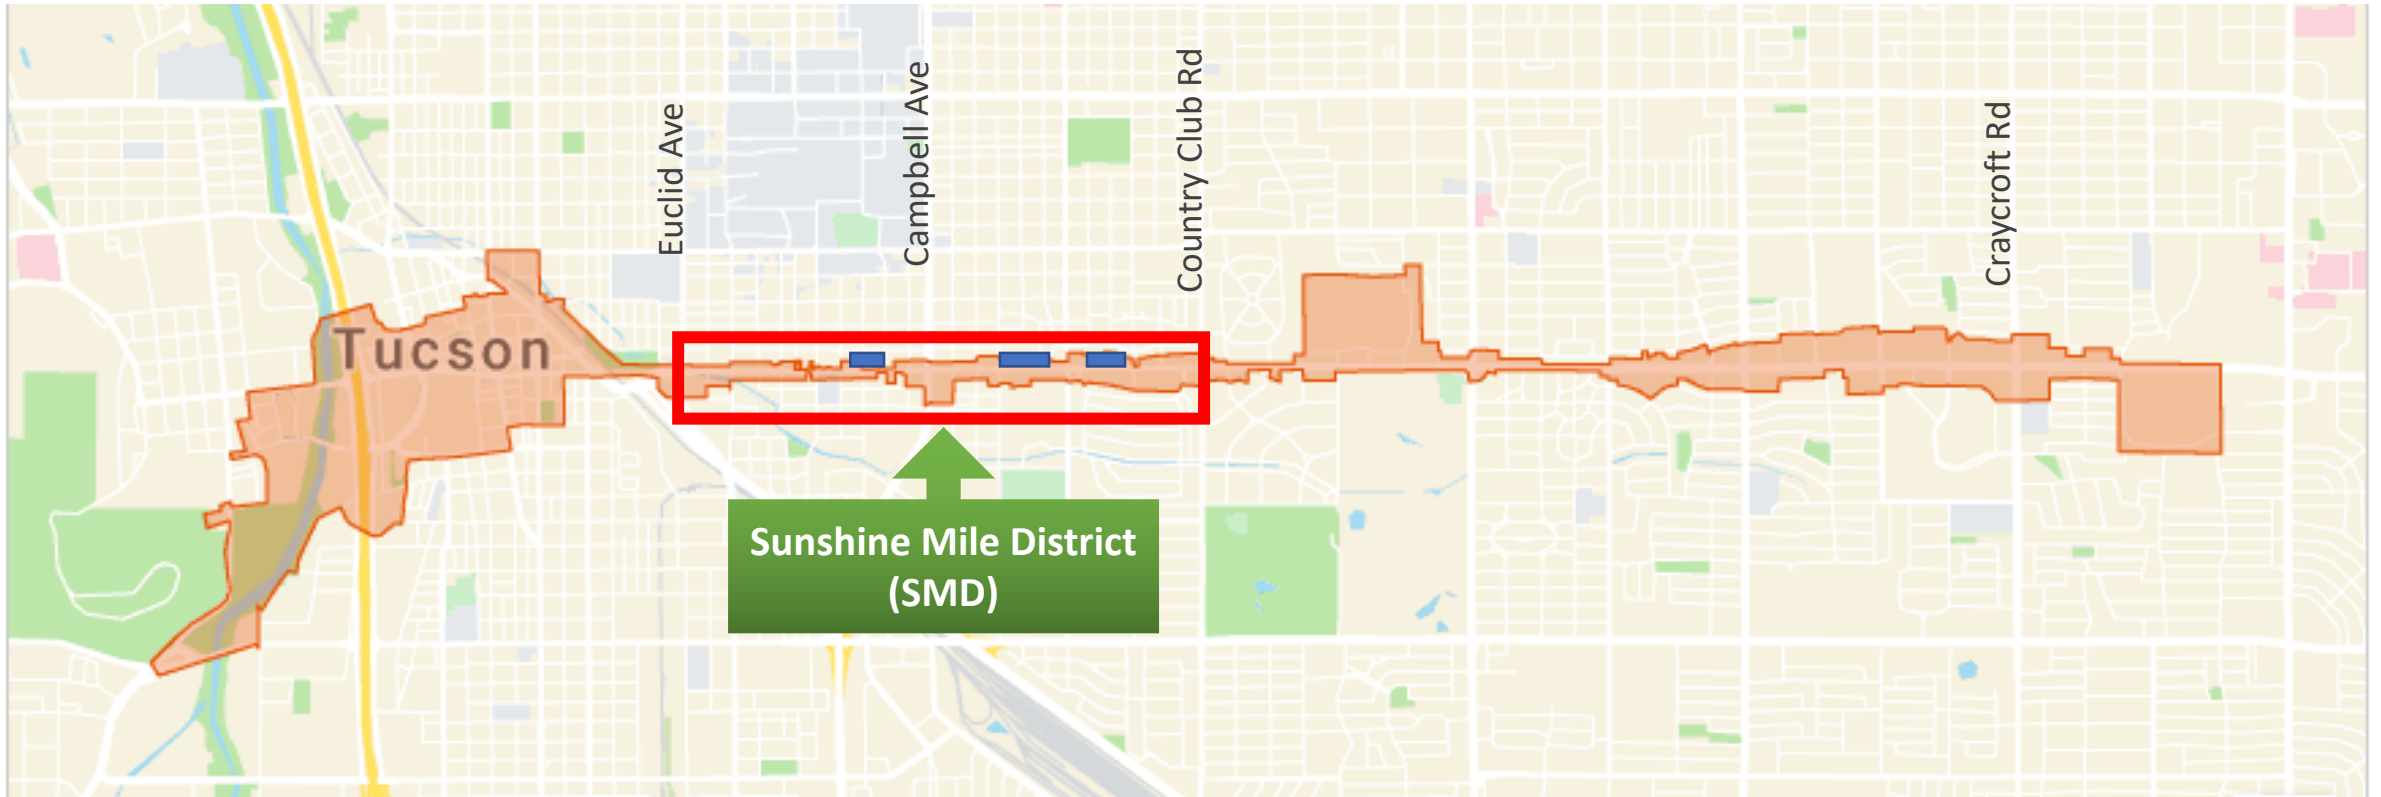 Euclid Ave
Campbell Ave
Country Club Rd
Craycroft Rd
Tucson
Sunshine Mile District
(SMD)